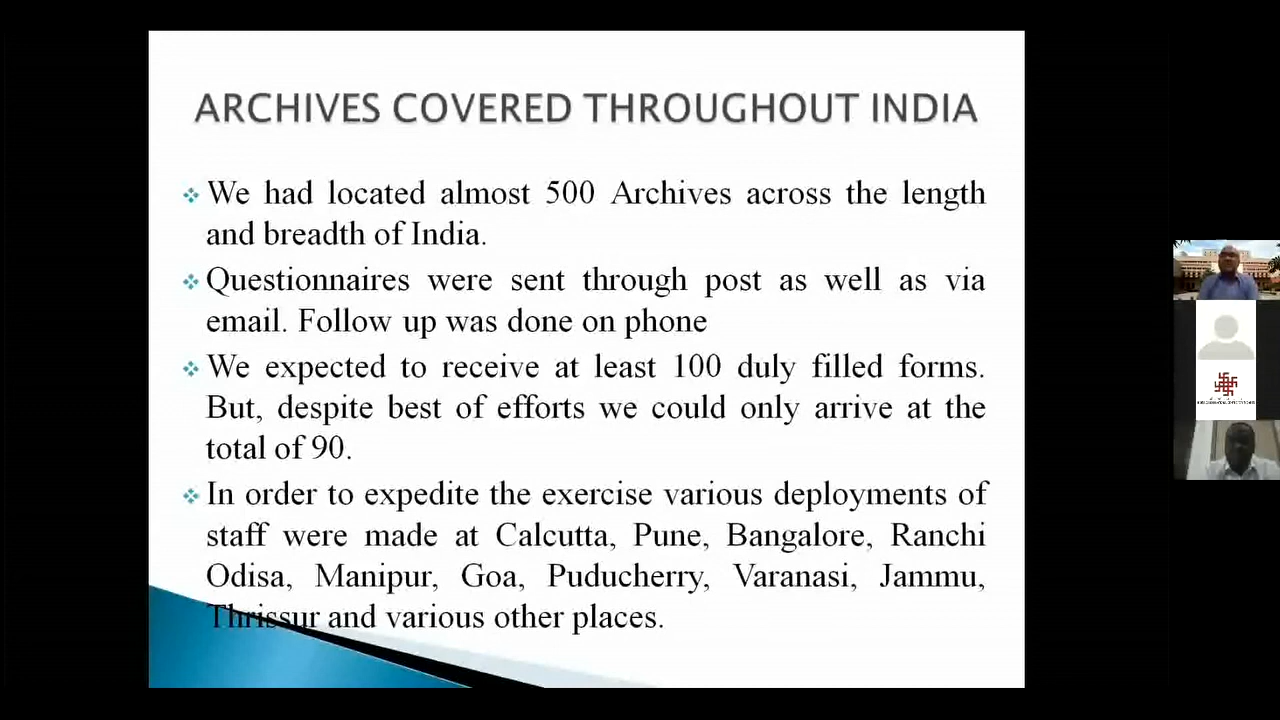 ARCHIVES COVERED THROUGHOUT INDIA
We had located almost 500 Archives across the length
and breadth of India.
Questionnaires were sent through post as well as via
email. Follow up was done on phone
We expected to receive at least 100 duly filled forms.
But, despite best of efforts we could only arrive at the
total of 90.
In order to expedite the exercise various deployments of
staff were made at Calcutta, Pune, Bangalore, Ranchi
Odisa, Manipur, Goa, Puducherry, Varanasi, Jammu,
Thrissur and various other places.